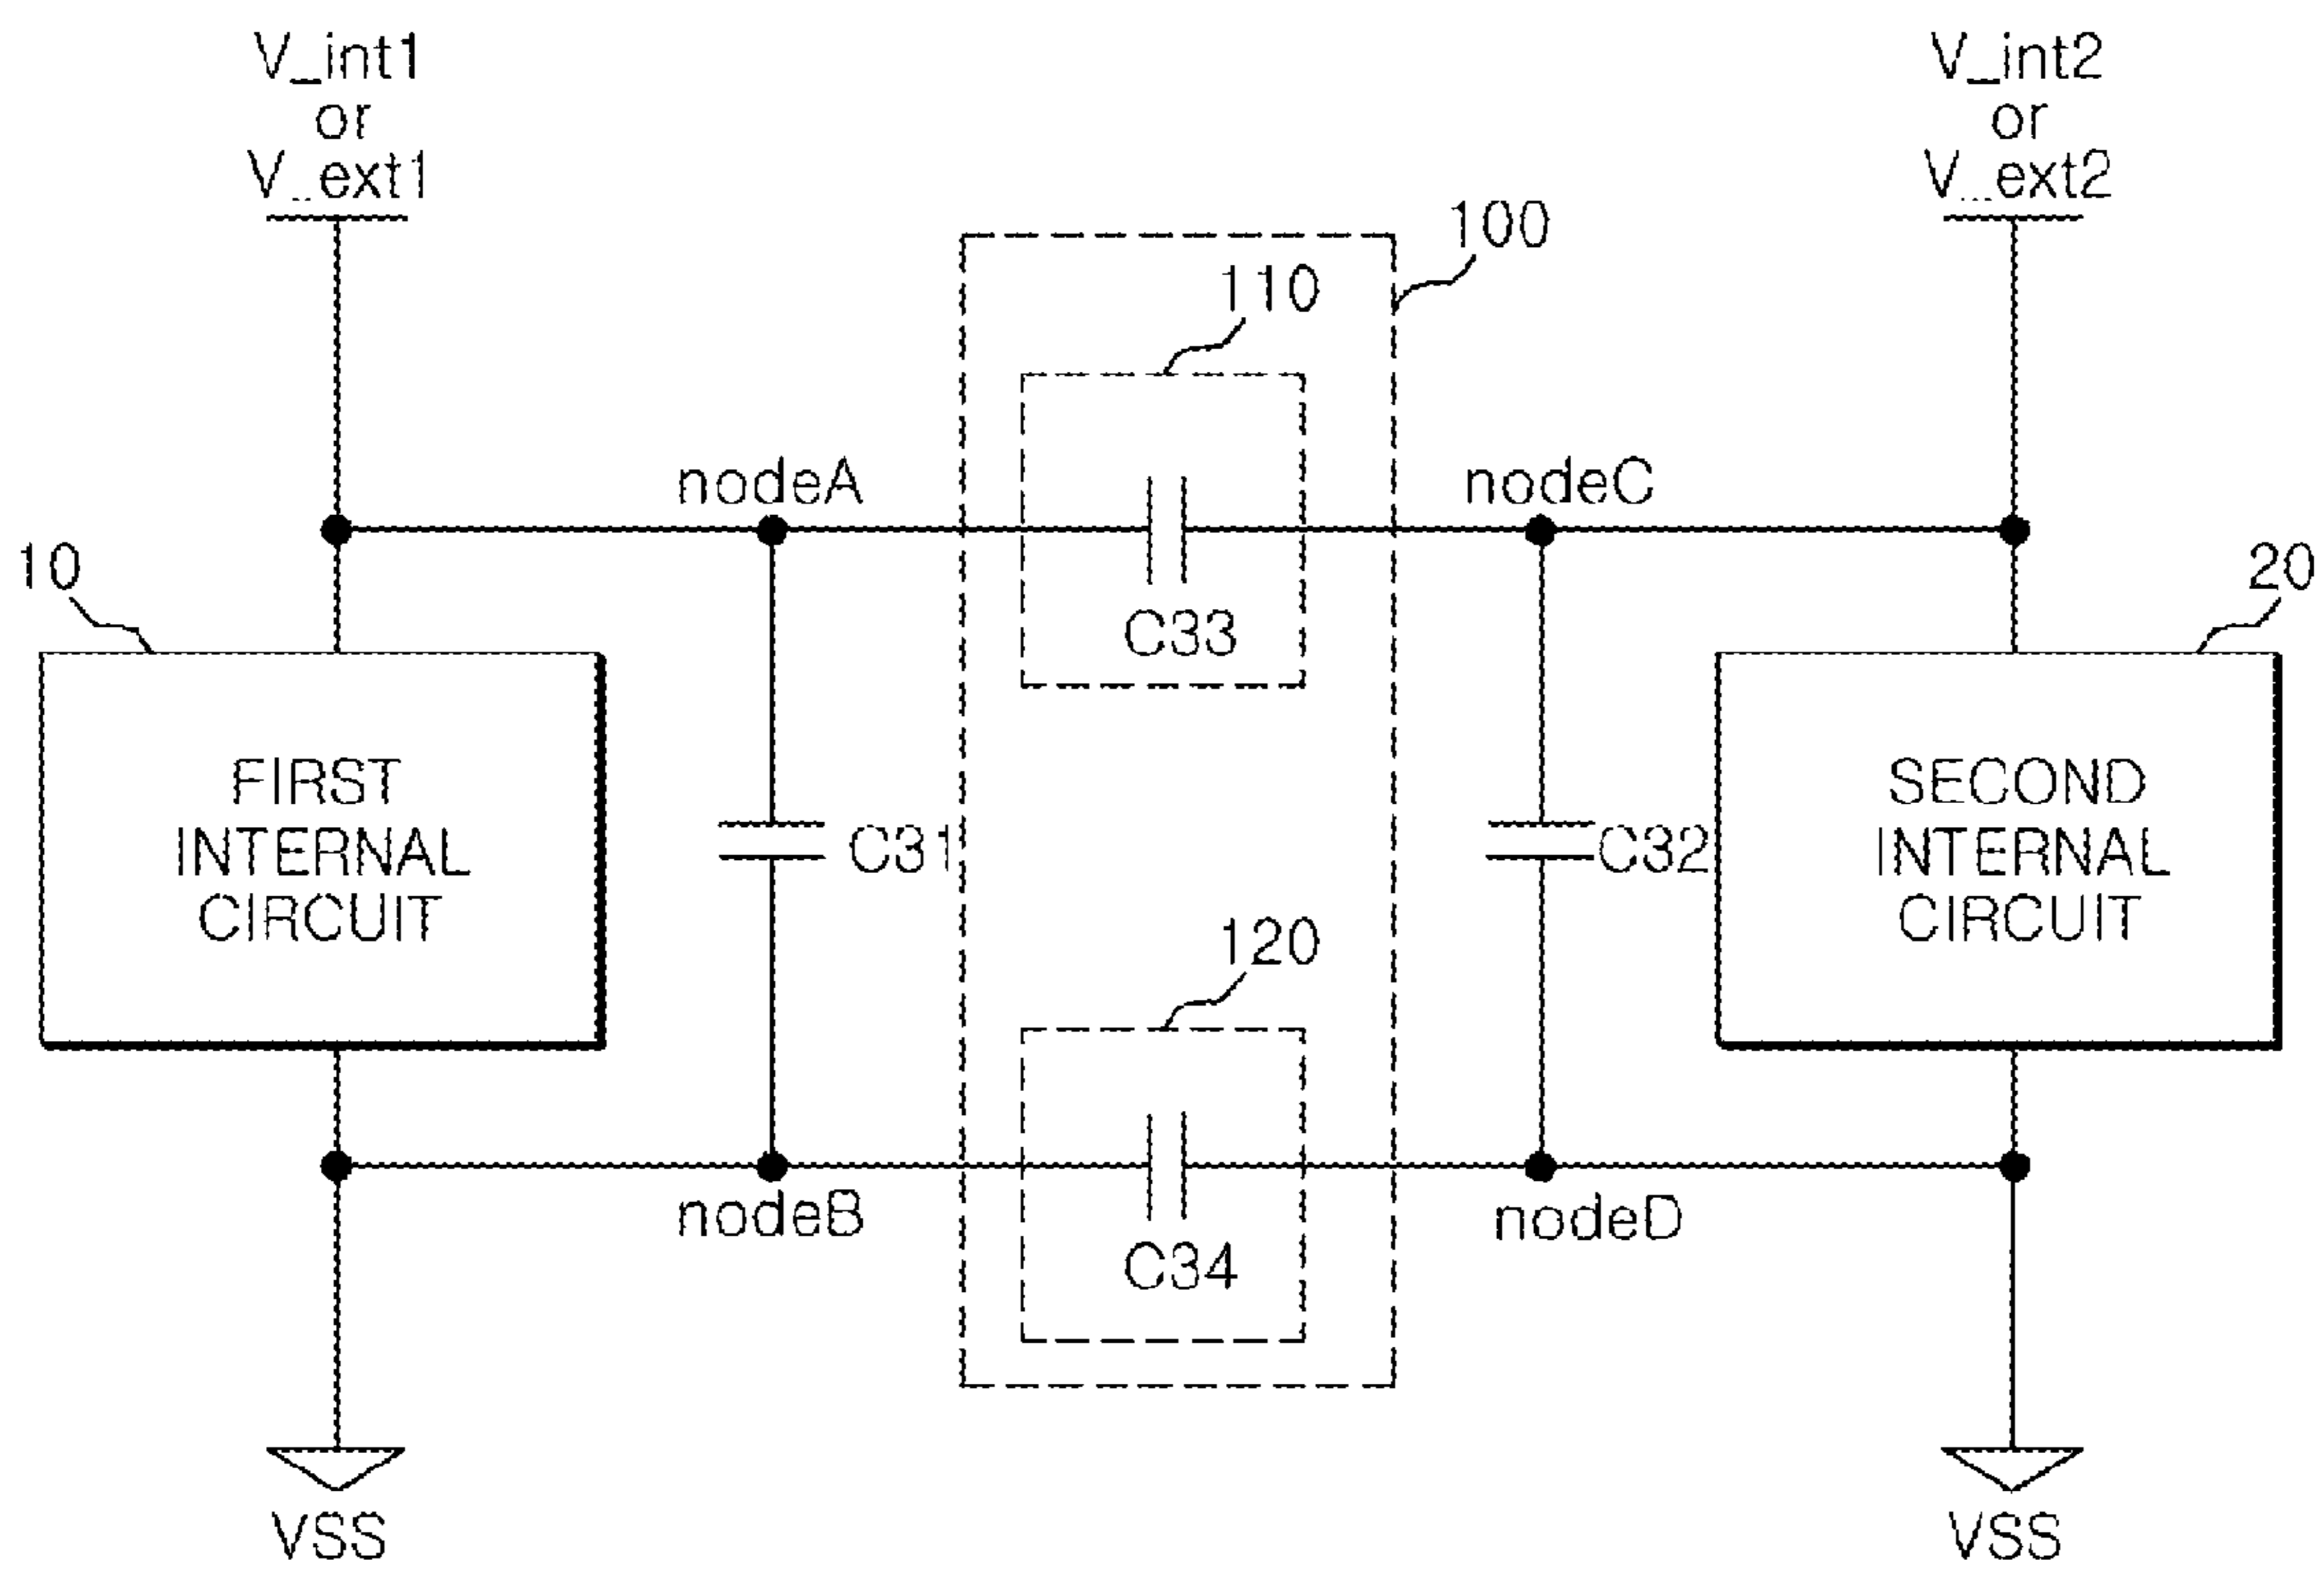 V_int1
or
V_ext1
V_int2
or
V_ext2
100
110
nodeA
nodeC
10
20
C33
FIRST
INTERNAL
CIRCUIT
C31
C32
SECOND
INTERNAL
CIRCUIT
120
nodeB
nodeD
C34
VSS
VSS